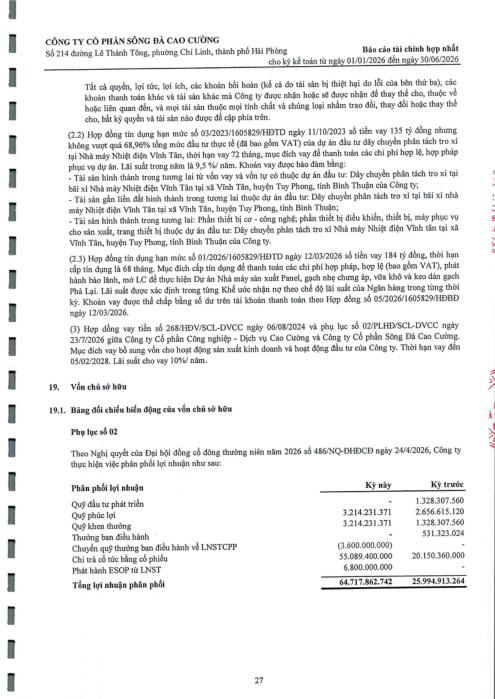 CÔNG TY CỔ PHẦN SÔNG ĐÀ CAO CƯỜNG
Số 214 đường Lê Thánh Tông, phường Chí Linh, thành phố Hải Phòng
Báo cáo tài chính hợp nhất
cho kỳ kế toán từ ngày 01/01/2026 đến ngày 30/06/2026
Tất cả quyền, lợi tức, lợi ích, các khoản bồi hoàn (kể cả do tài sản bị thiệt hại do lỗi của bên thứ ba), các
khoản thanh toán khác và tài sản khác mà Công ty được nhận hoặc sẽ được nhận để thay thế cho, thuộc về
hoặc liên quan đến, và mọi tài sản thuộc mọi tính chất và chủng loại nhằm trao đổi, thay đổi hoặc thay thế
cho, bất kỳ quyền và tài sản nào được đề cập phía trên.
(2.2) Hợp đồng tín dụng hạn mức số 03/2023/1605829/HĐTD ngày 11/10/2023 số tiền vay 135 tỷ đồng nhưng
không vượt quá 68,96% tổng mức đầu tư thực tế (đã bao gồm VAT) của dự án đầu tư dây chuyền phân tách tro xỉ
tại Nhà máy Nhiệt điện Vĩnh Tân, thời hạn vay 72 tháng, mục đích vay để thanh toán các chi phí hợp lệ, hợp pháp
phục vụ dự án. Lãi suất trong năm là 9,5 %/ năm. Khoản vay được bảo đảm bằng:
- Tài sản hình thành trong tương lai từ vốn vay và vốn tự có thuộc dự án đầu tư: Dây chuyền phân tách tro xỉ tại
bãi xỉ Nhà máy Nhiệt điện Vĩnh Tân tại xã Vĩnh Tân, huyện Tuy Phong, tỉnh Bình Thuận của Công ty;
- Tài sản gắn liền đất hình thành trong tương lai thuộc dự án đầu tư: Dây chuyền phân tách tro xỉ tại bãi xỉ nhà
máy Nhiệt điện Vĩnh Tân tại xã Vĩnh Tân, huyện Tuy Phong, tỉnh Bình Thuận;
- Tài sản hình thành trong tương lai: Phần thiết bị cơ - công nghệ; phần thiết bị điều khiển, thiết bị, máy phục vụ
cho sản xuất, trang thiết bị thuộc dự án đầu tư: Dây chuyền phân tách tro xỉ Nhà máy Nhiệt điện Vĩnh tân tại xã
Vĩnh Tân, huyện Tuy Phong, tỉnh Bình Thuận của Công ty.
(2.3) Hợp đồng tín dụng hạn mức số 01/2026/1605829/HĐTD ngày 12/03/2026 số tiền vay 184 tỷ đồng, thời hạn
cấp tín dụng là 68 tháng. Mục đích cấp tín dụng để thanh toán các chi phí hợp pháp, hợp lệ (bao gồm VAT), phát
hành bảo lãnh, mở LC để thực hiện Dự án Nhà máy sản xuất Panel, gạch nhẹ chưng áp, vữa khô và keo dán gạch
Phả Lại. Lãi suất được xác định trong từng Khế ước nhận nợ theo chế độ lãi suất của Ngân hàng trong từng thời
kỳ. Khoản vay được thế chấp bằng số dư trên tài khoản thanh toán theo Hợp đồng số 05/2026/1605829/HĐBĐ
ngày 12/03/2026.
(3) Hợp đồng vay tiền số 268/HĐV/SCL-DVCC ngày 06/08/2024 và phụ lục số 02/PLHĐ/SCL-DVCC ngày
23/7/2026 giữa Công ty Cổ phần Công nghiệp - Dịch vụ Cao Cường và Công ty Cổ phần Sông Đà Cao Cường.
Mục đích vay bổ sung vốn cho hoạt động sản xuất kinh doanh và hoạt động đầu tư của Công ty. Thời hạn vay đến
05/02/2028. Lãi suất cho vay 10%/ năm.
19. Vốn chủ sở hữu
19.1. Bảng đối chiếu biến động của vốn chủ sở hữu
Phụ lục số 02
Theo Nghị quyết của Đại hội đồng cổ đông thường niên năm 2026 số 486/NQ-ĐHĐCĐ ngày 24/4/2026, Công ty
thực hiện việc phân phối lợi nhuận như sau:
Phân phối lợi nhuận Kỳ này Kỳ trước
Quỹ đầu tư phát triển - 1.328.307.560
Quỹ phúc lợi 3.214.231.371 2.656.615.120
Quỹ khen thưởng 3.214.231.371 1.328.307.560
Thưởng ban điều hành - 531.323.024
Chuyển quỹ thưởng ban điều hành về LNSTCPP (3.600.000.000) -
Chi trả cổ tức bằng cổ phiếu 55.089.400.000 20.150.360.000
Phát hành ESOP từ LNST 6.800.000.000 -
Tổng lợi nhuận phân phối 64.717.862.742 25.994.913.264
27